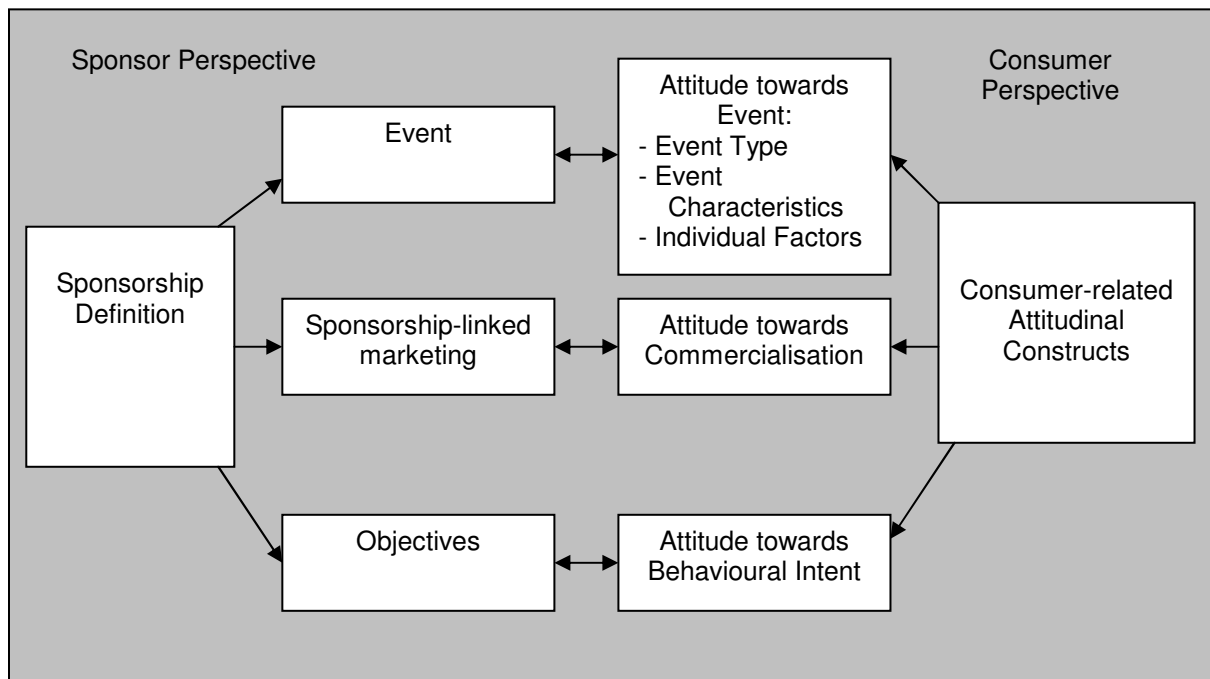 Sponsor Perspective
Consumer
Perspective
Event
Attitude towards
Event:
- Event Type
- Event
Characteristics
- Individual Factors
Sponsorship
Definition
Sponsorship-linked
marketing
Attitude towards
Commercialisation
Consumer-related
Attitudinal
Constructs
Objectives
Attitude towards
Behavioural Intent